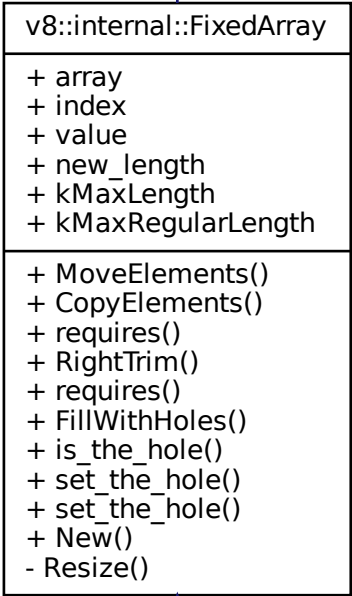 v8::internal::FixedArray
+ array
+ index
+ value
+ new_length
+ kMaxLength
+ kMaxRegularLength
+ MoveElements()
+ CopyElements()
+ requires()
+ RightTrim()
+ requires()
+ FillWithHoles()
+ is_the_hole()
+ set_the_hole()
+ set_the_hole()
+ New()
- Resize()